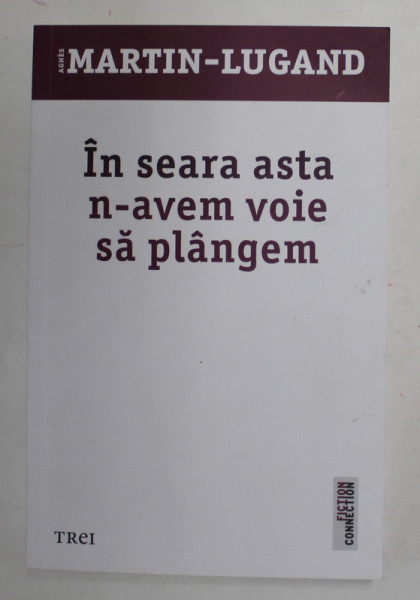 AGNÈS
MARTIN-LUGAND
În seara asta
n-avem voie
să plângem
FICTION
CONNECTION
TREI